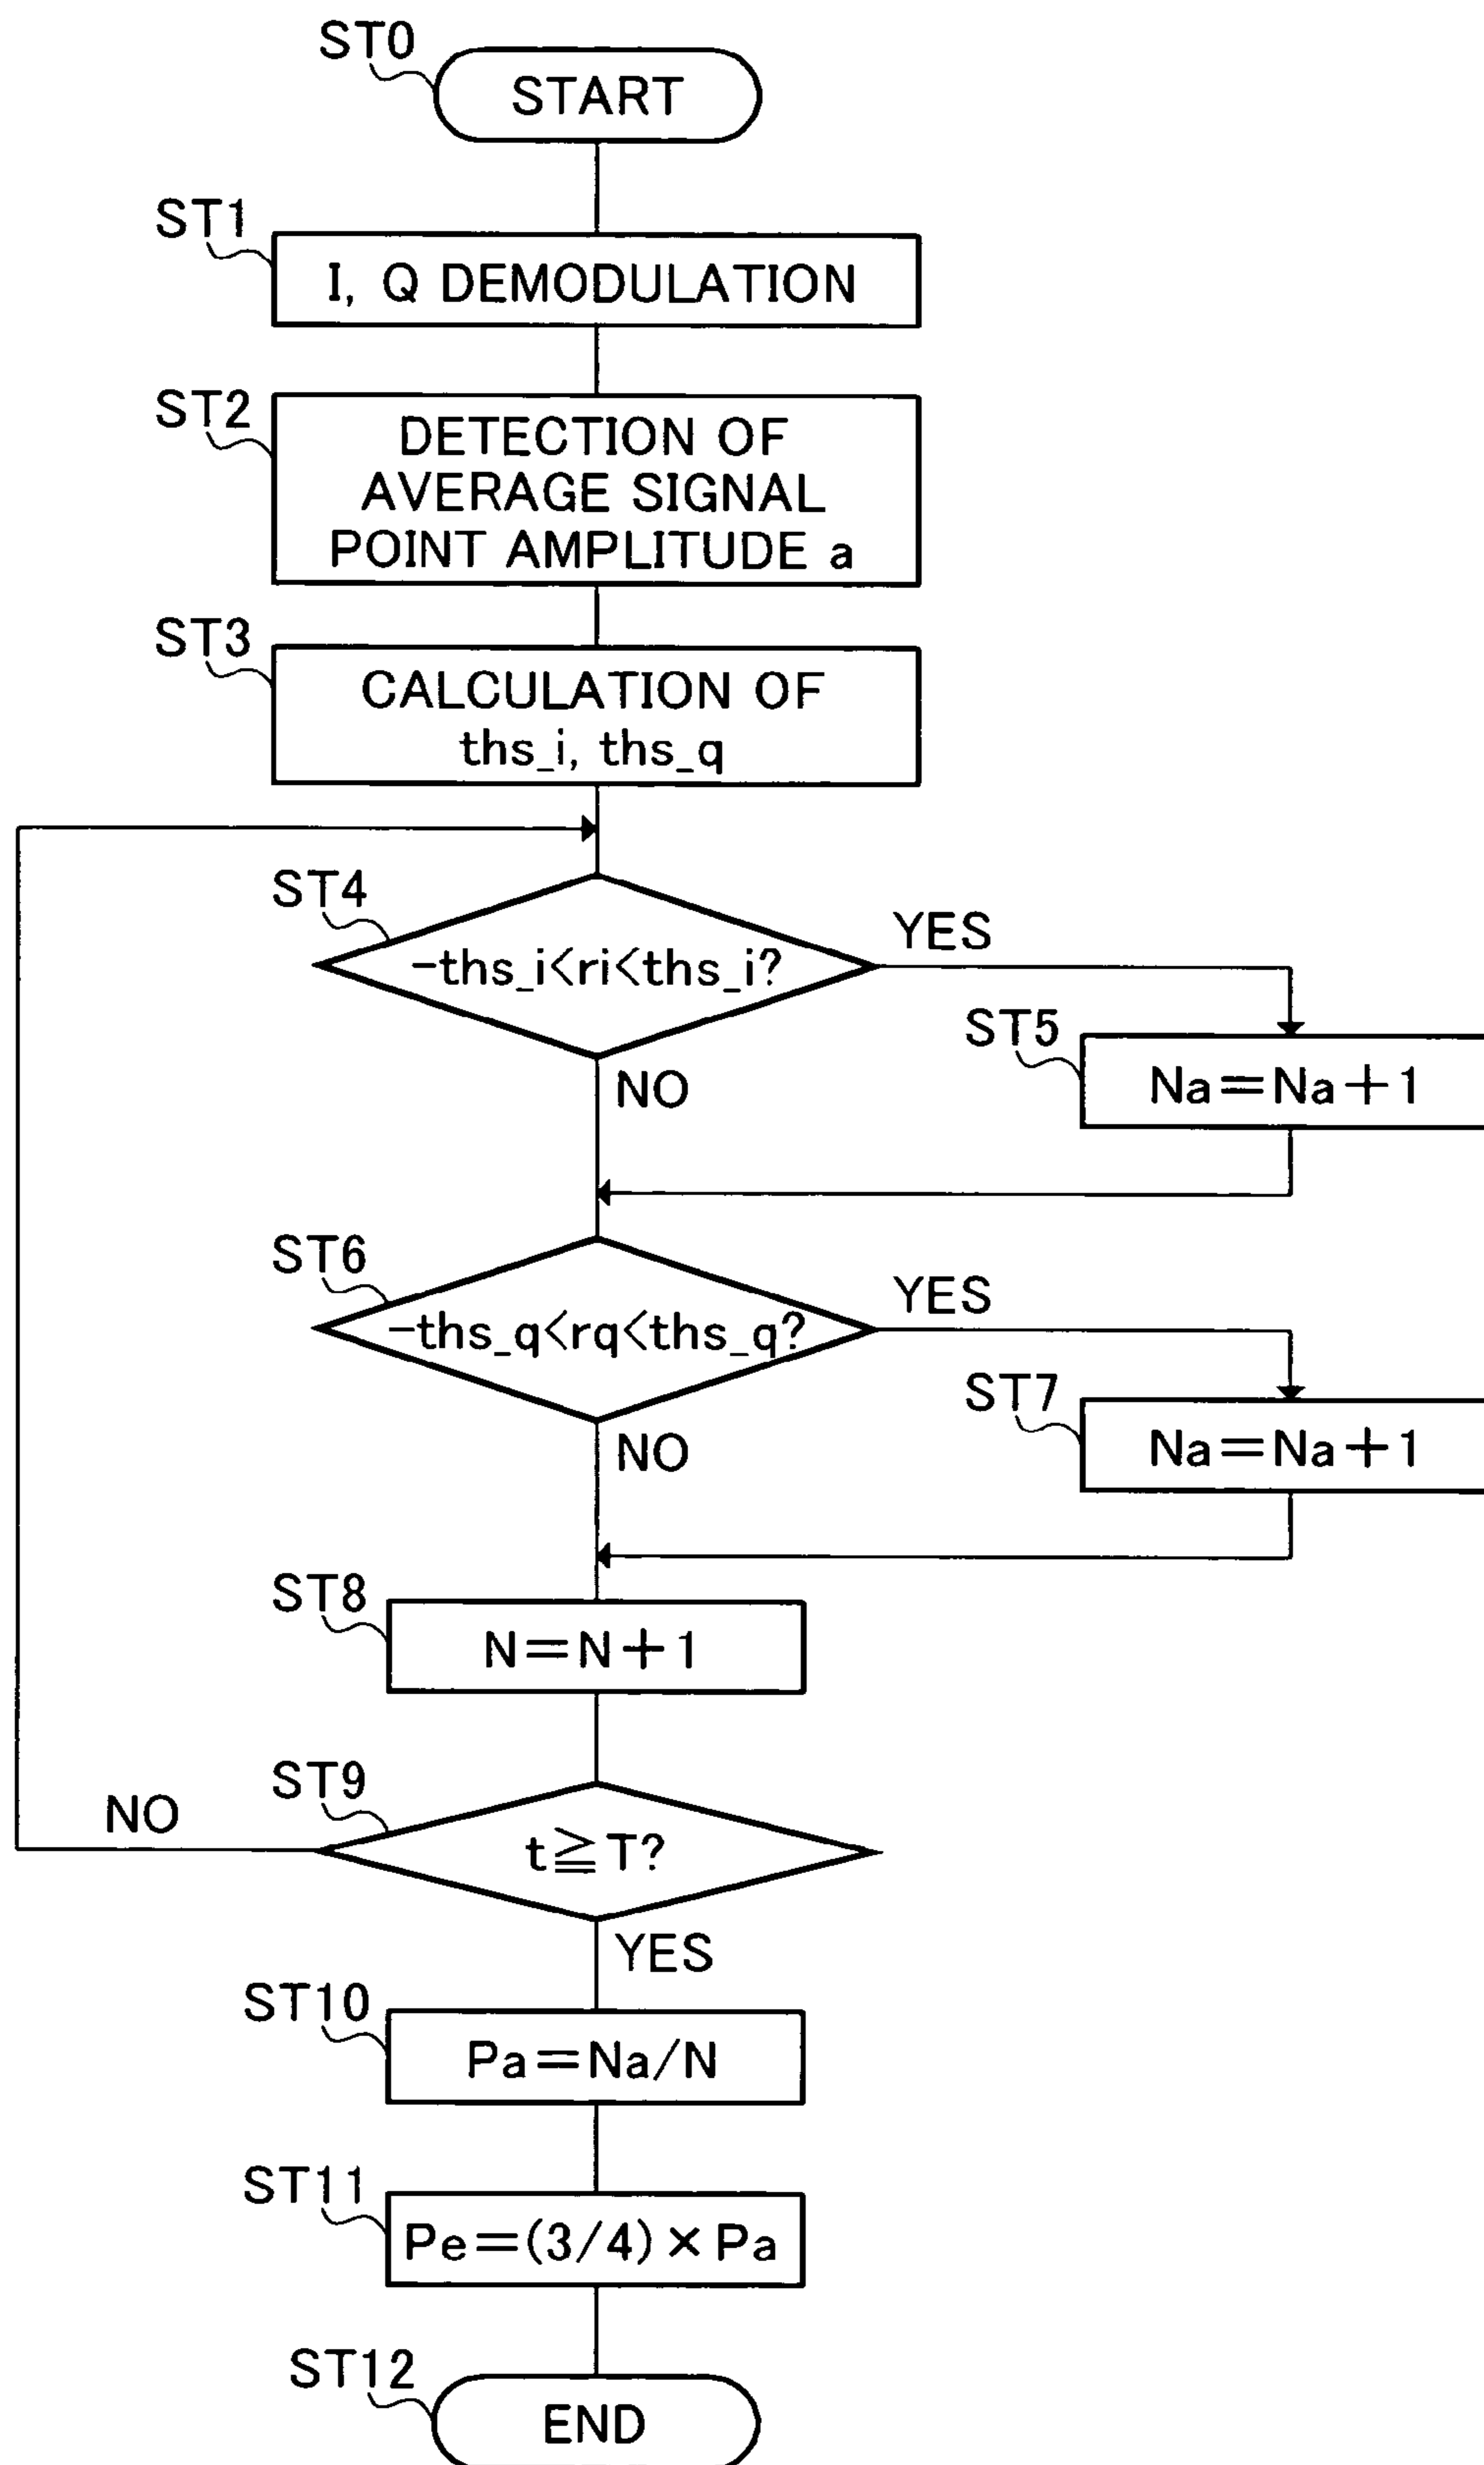 ST0
START
ST1
I, Q DEMODULATION
ST2
DETECTION OF
AVERAGE SIGNAL
POINT AMPLITUDE a
ST3
CALCULATION OF
ths_i, ths_q
ST4
-ths_i<ri<ths_i?
YES
ST5
Na=Na+1
NO
ST6
-ths_q<rq<ths_q?
YES
ST7
Na=Na+1
NO
ST8
N=N+1
ST9
NO
t≧T?
YES
ST10
Pa=Na/N
ST11
Pe=(3/4)×Pa
ST12
END